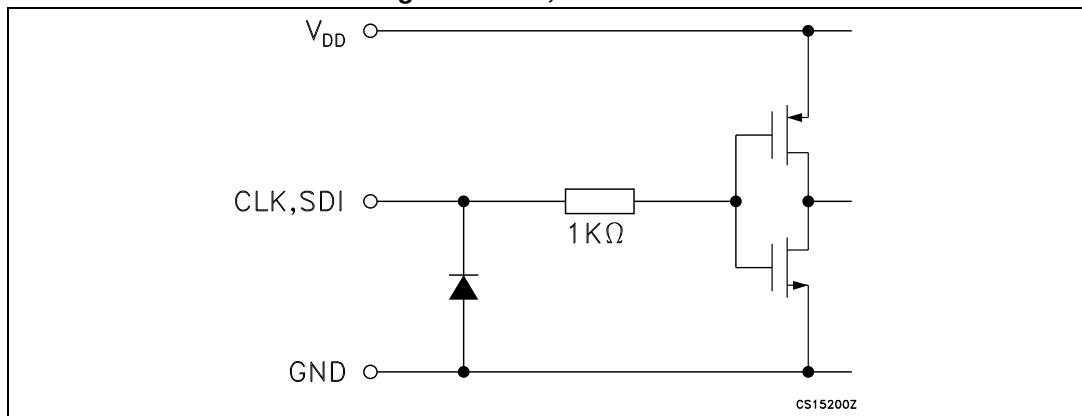 V_DD
CLK,SDI
1KΩ
GND
CS15200Z